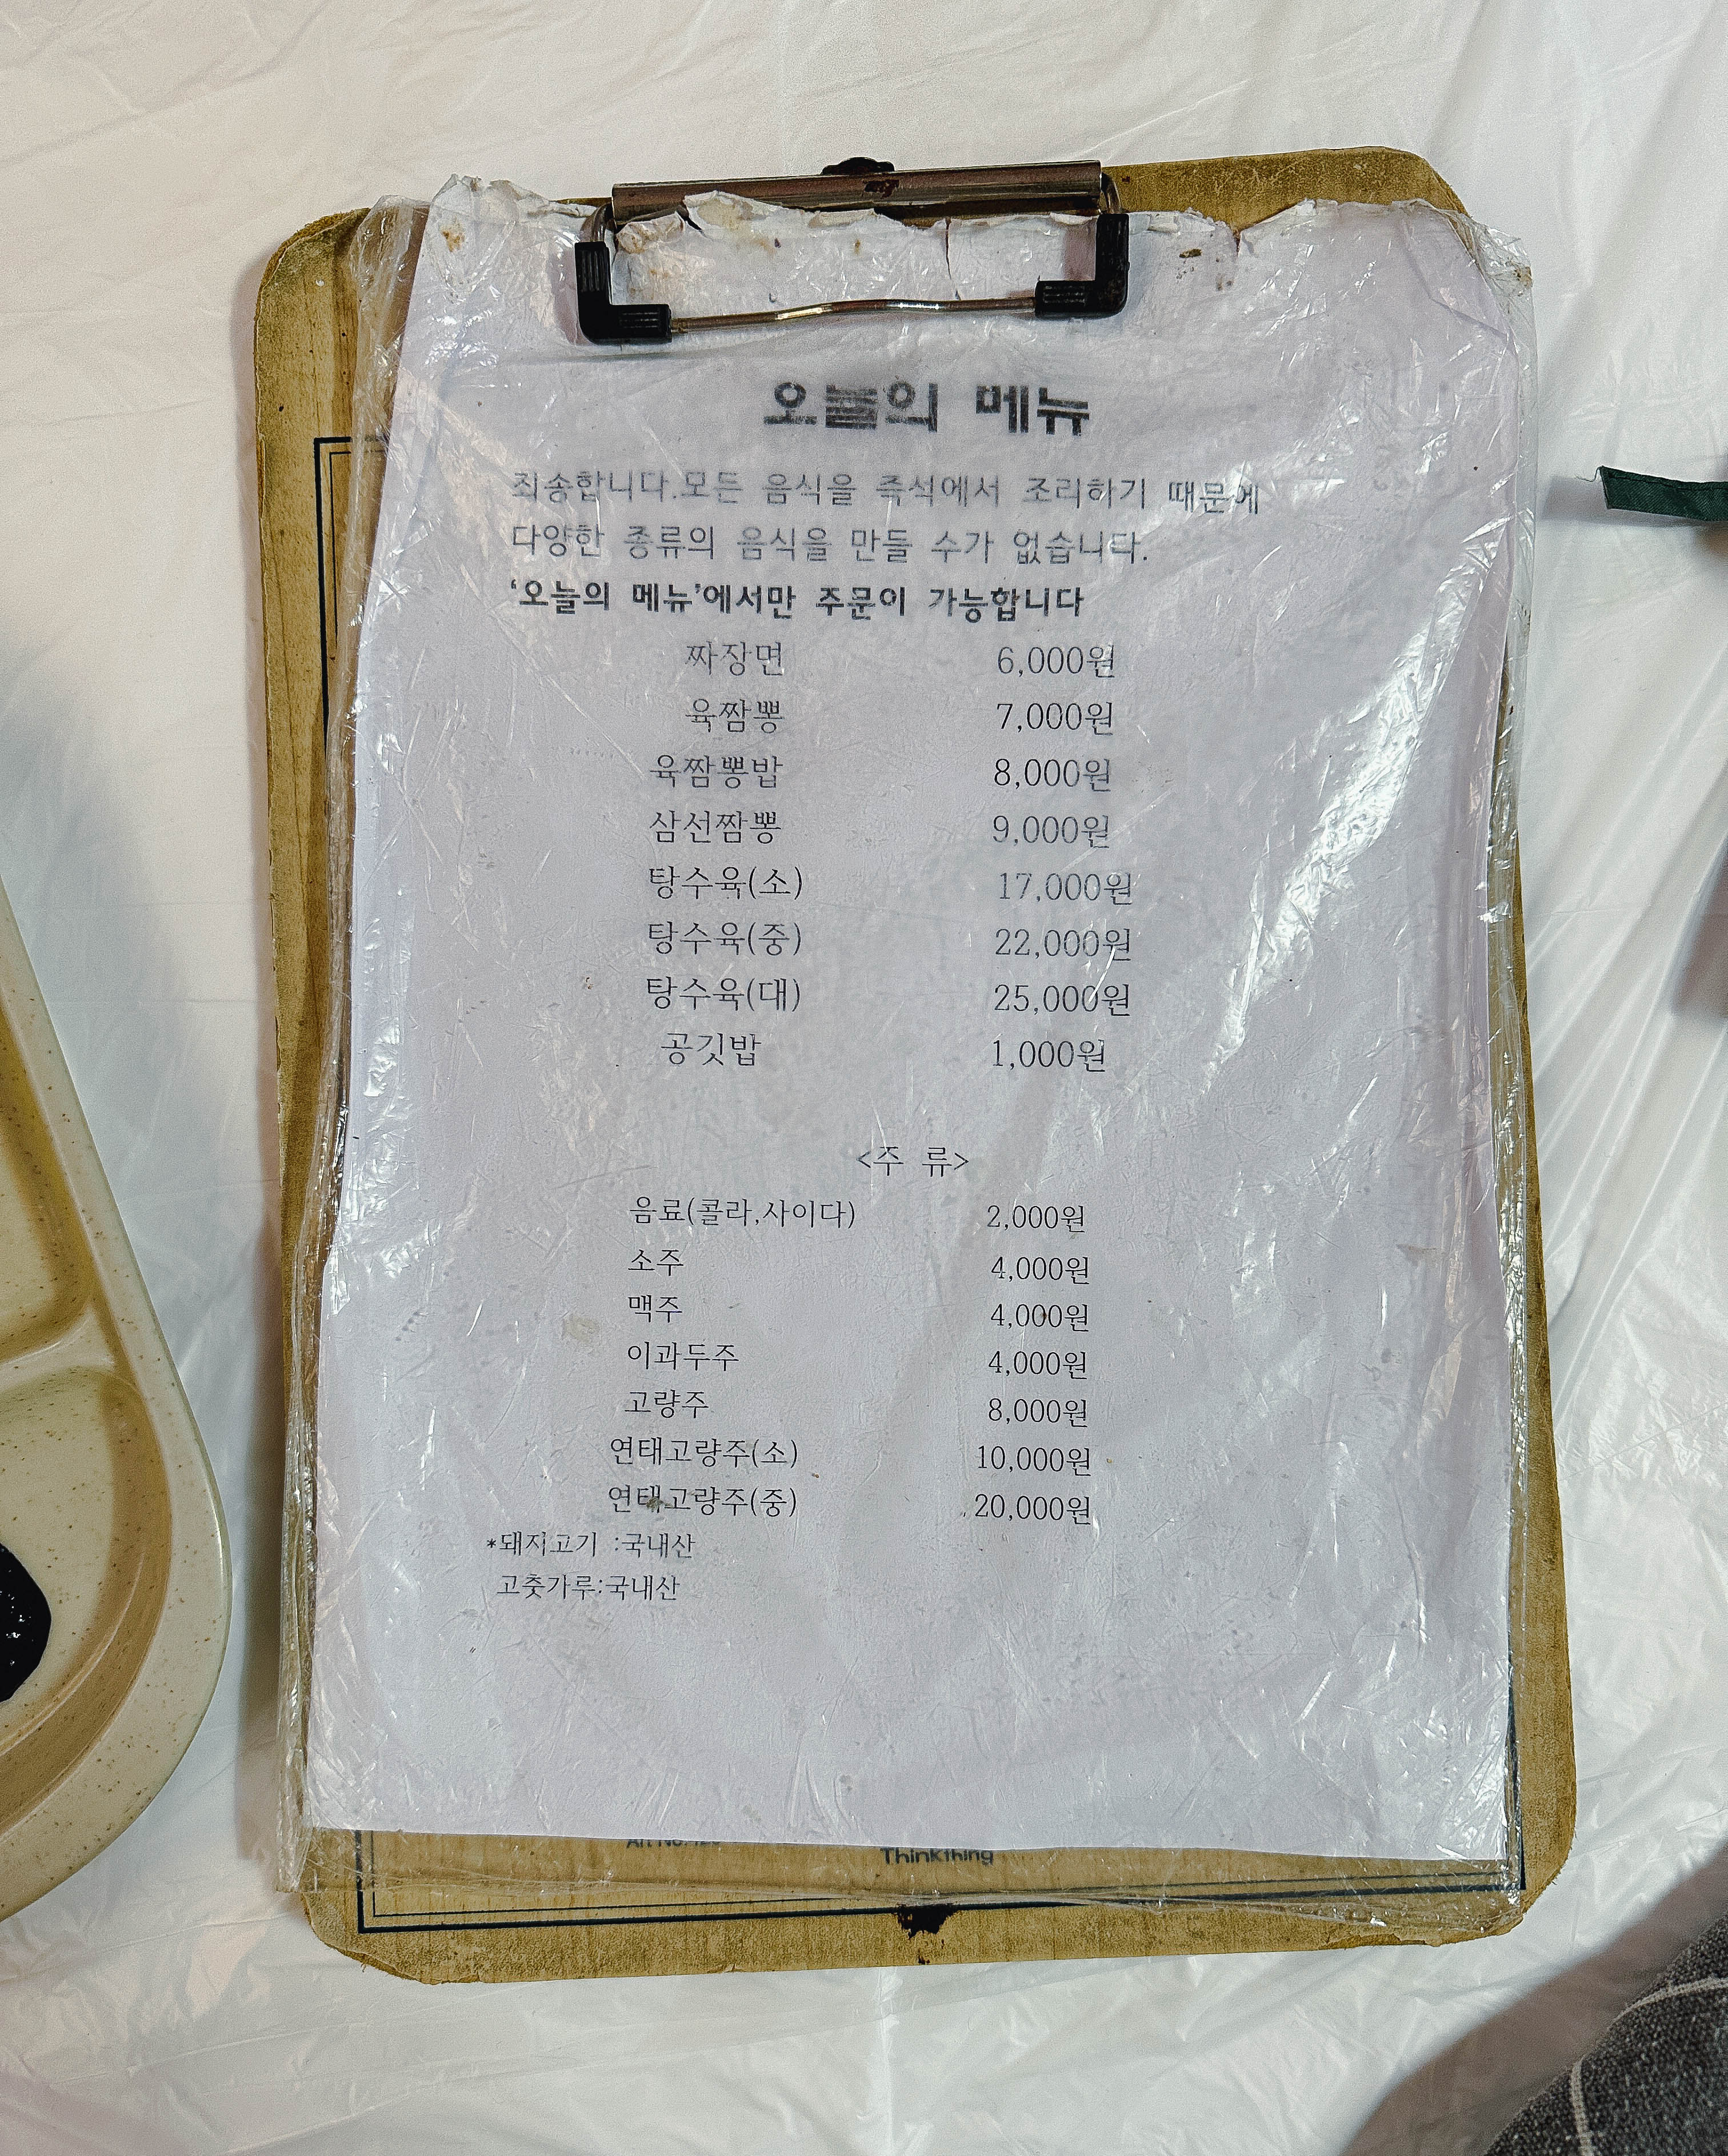 오늘의 메뉴
죄송합니다.모든 음식을 즉석에서 조리하기 때문에
다양한 종류의 음식을 만들 수가 없습니다.
‘오늘의 메뉴’에서만 주문이 가능합니다
짜장면 6,000원
육짬뽕 7,000원
육짬뽕밥 8,000원
삼선짬뽕 9,000원
탕수육(소) 17,000원
탕수육(중) 22,000원
탕수육(대) 25,000원
공깃밥 1,000원
<주 류>
음료(콜라,사이다) 2,000원
소주 4,000원
맥주 4,000원
이과두주 4,000원
고량주 8,000원
연태고량주(소) 10,000원
연태고량주(중) 20,000원
*돼지고기 :국내산
고춧가루:국내산
Thinkthing